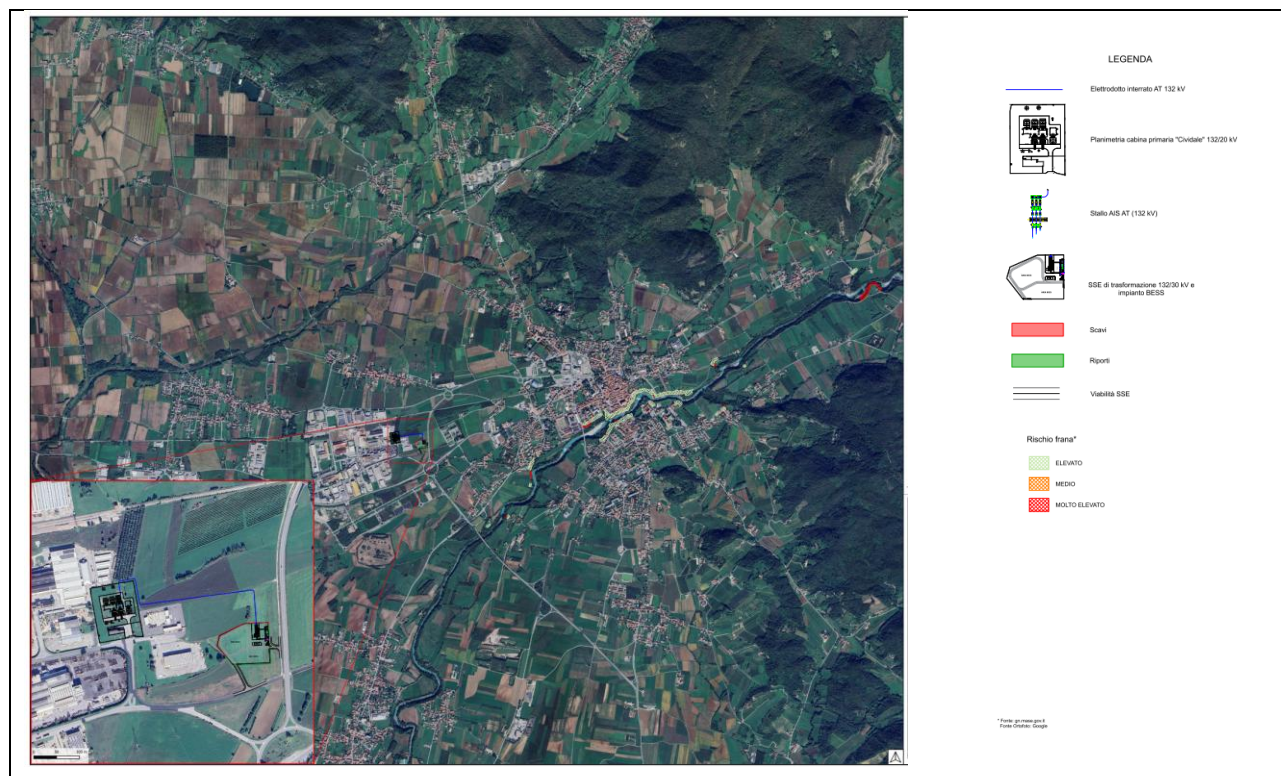 LEGENDA
Elettrodotto interrato AT 132 kV
Planimetria cabina primaria "Cividale" 132/20 kV
Stallo AIS AT (132 kV)
SSE di trasformazione 132/30 kV e
impianto BESS
Scavi
Riporti
Viabilità SSE
Rischio frana*
ELEVATO
MEDIO
MOLTO ELEVATO
* Fonte: gn.mase.gov.it
Fonte Ortofoto: Google